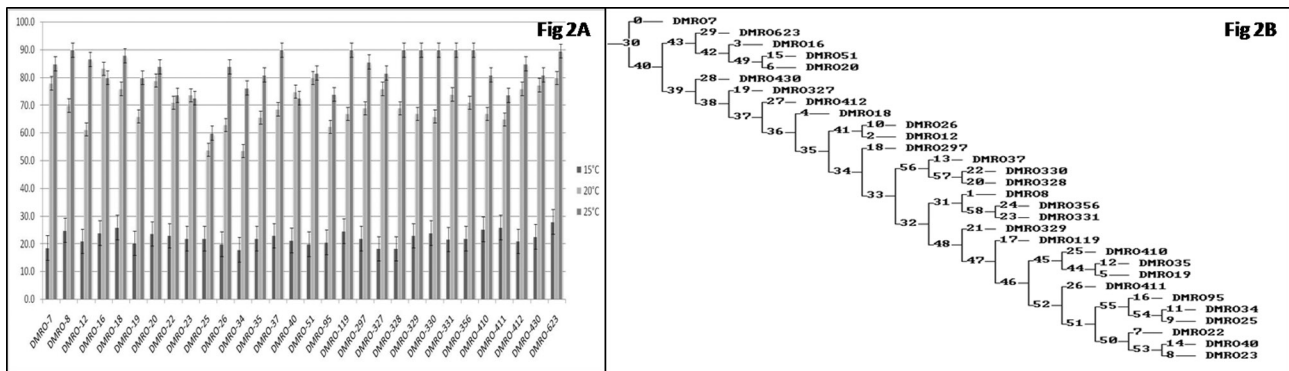 Fig 2A
100.0
90.0
80.0
70.0
60.0
50.0
40.0
30.0
20.0
10.0
0.0
15°C
20°C
25°C
DMRO-7
DMRO-8
DMRO-12
DMRO-16
DMRO-18
DMRO-19
DMRO-20
DMRO-22
DMRO-23
DMRO-25
DMRO-26
DMRO-34
DMRO-35
DMRO-37
DMRO-40
DMRO-51
DMRO-95
DMRO-119
DMRO-297
DMRO-327
DMRO-328
DMRO-329
DMRO-330
DMRO-331
DMRO-356
DMRO-410
DMRO-411
DMRO-412
DMRO-430
DMRO-623
Fig 2B
0 DMRO7
29 DMRO623
30 43
3 DMRO16
42
15 DMRO51
49
40
6 DMRO20
28 DMRO430
39
19 DMRO327
38
27 DMRO412
37
4 DMRO18
36
10 DMRO26
41
2 DMRO12
35
18 DMRO297
34
13 DMRO37
56
22 DMRO330
57
20 DMRO328
33
1 DMRO8
31
24 DMRO356
58
23 DMRO331
32
21 DMRO329
48
17 DMRO119
47
25 DMRO410
45
12 DMRO35
44
5 DMRO19
46
26 DMRO411
52
16 DMRO95
55
11 DMRO34
54
9 DMRO25
51
7 DMRO22
50
14 DMRO40
53
8 DMRO23